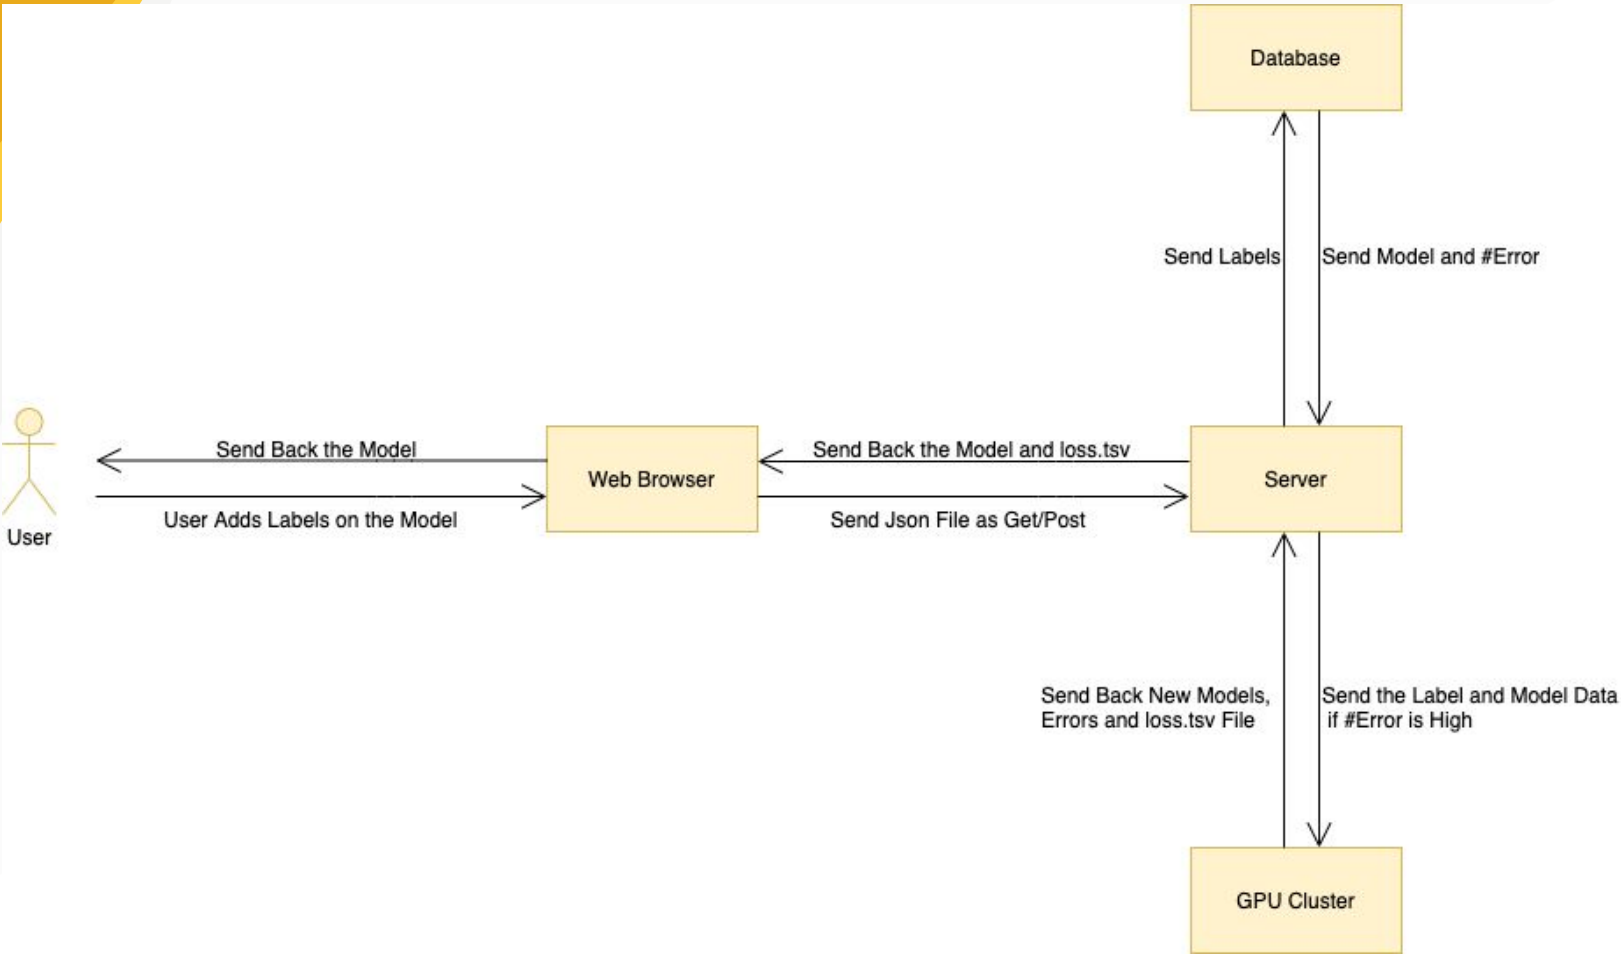 Database
Send Labels
Send Model and #Error
Send Back the Model
Send Back the Model and loss.tsv
Web Browser
Server
User Adds Labels on the Model
Send Json File as Get/Post
User
Send Back New Models,
Errors and loss.tsv File
Send the Label and Model Data
if #Error is High
GPU Cluster